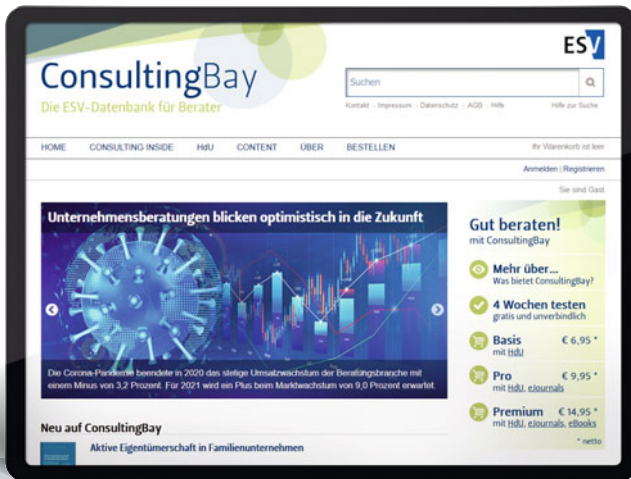 ESV
ConsultingBay
Die ESV-Datenbank für Berater
Suchen
Kontakt · Impressum · Datenschutz · AGB · Hilfe
Hilfe zur Suche
HOME CONSULTING INSIDE HdU CONTENT ÜBER BESTELLEN
Ihr Warenkorb ist leer
Anmelden | Registrieren
Sie sind Gast
Unternehmensberatungen blicken optimistisch in die Zukunft
Die Corona-Pandemie beendete in 2020 das stetige Umsatzwachstum der Beratungsbranche mit
einem Minus von 3,2 Prozent. Für 2021 wird ein Plus beim Marktwachstum von 9,0 Prozent erwartet.
Neu auf ConsultingBay
Aktive Eigentümerschaft in Familienunternehmen
Gut beraten!
mit ConsultingBay
Mehr über...
Was bietet ConsultingBay?
4 Wochen testen
gratis und unverbindlich
Basis € 6,95 *
mit HdU
Pro € 9,95 *
mit HdU, eJournals
Premium € 14,95 *
mit HdU, eJournals, eBooks
* netto